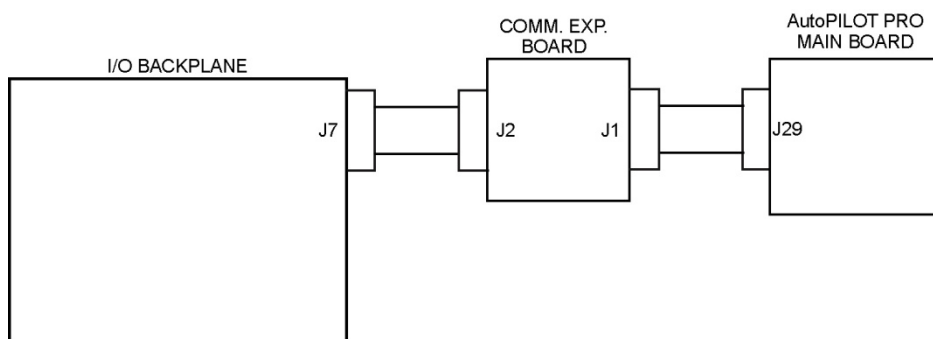 I/O BACKPLANE
COMM. EXP.
BOARD
AutoPILOT PRO
MAIN BOARD
J7
J2
J1
J29